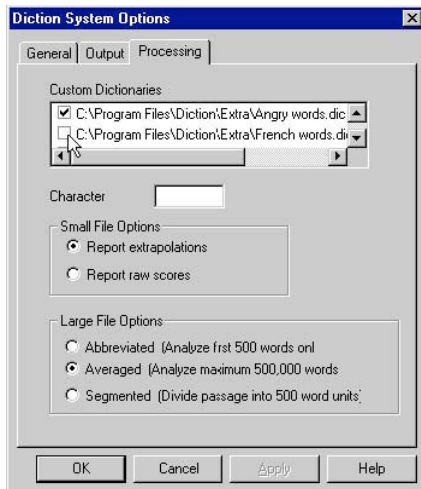 Diction System Options
General Output Processing
Custom Dictionaries
C:\Program Files\Diction\Extra\Angry words.dic
C:\Program Files\Diction\Extra\French words.di
Character
Small File Options
Report extrapolations
Report raw scores
Large File Options
Abbreviated (Analyze frst 500 words onl
Averaged (Analyze maximum 500,000 words
Segmented (Divide passage into 500 word units)
OK Cancel Apply Help